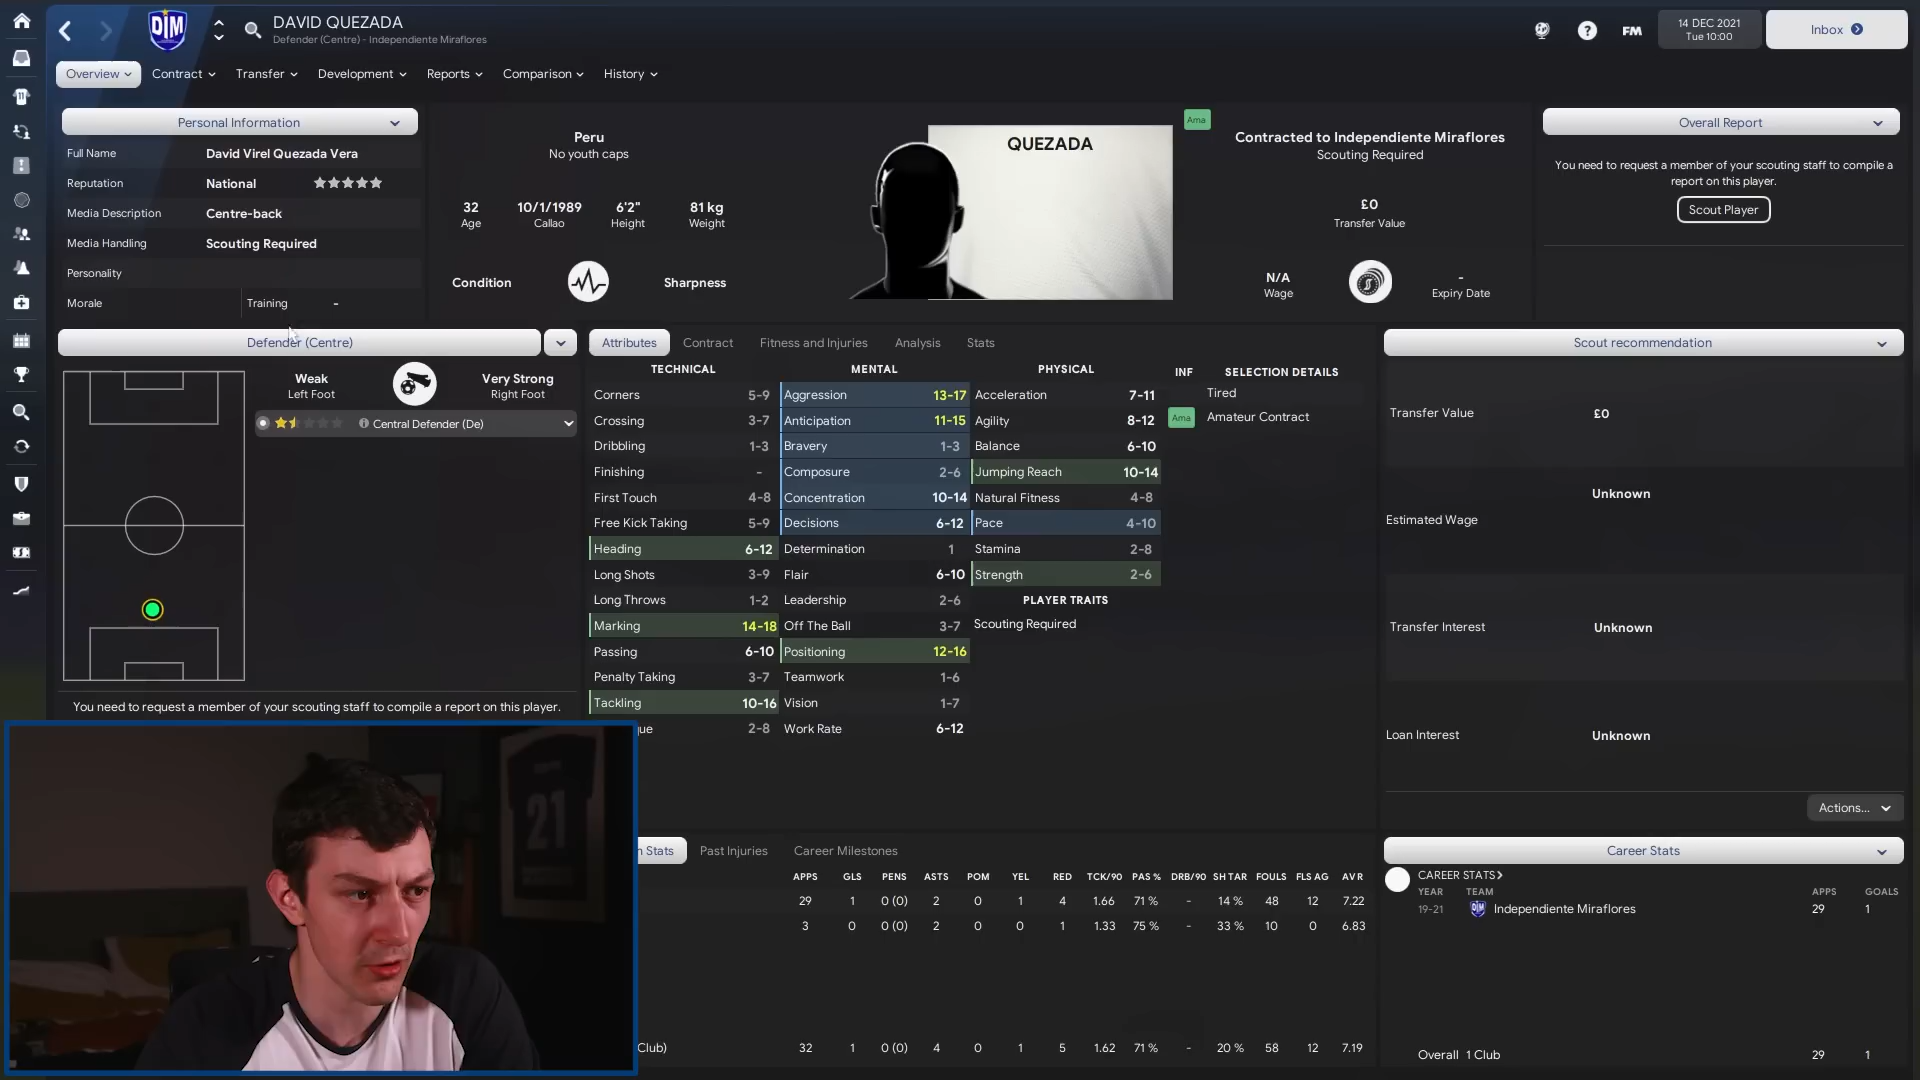 DIM
DAVID QUEZADA
Defender (Centre) - Independiente Miraflores
FM
14 DEC 2021
Tue 10:00
Inbox
Overview
Contract
Transfer
Development
Reports
Comparison
History
Personal Information
Full Name David Virel Quezada Vera
Reputation National
Media Description Centre-back
Media Handling Scouting Required
Personality
Morale Training -
Peru
No youth caps
32 10/1/1989 6'2" 81 kg
Age Callao Height Weight
Condition Sharpness
QUEZADA
Ama
Contracted to Independiente Miraflores
Scouting Required
£0
Transfer Value
N/A -
Wage Expiry Date
Overall Report
You need to request a member of your scouting staff to compile a
report on this player.
Scout Player
Defender (Centre)
Weak Very Strong
Left Foot Right Foot
Central Defender (De)
You need to request a member of your scouting staff to compile a report on this player.
Attributes Contract Fitness and Injuries Analysis Stats
TECHNICAL MENTAL PHYSICAL INF SELECTION DETAILS
Corners 5-9 Aggression 13-17 Acceleration 7-11 Tired
Crossing 3-7 Anticipation 11-15 Agility 8-12 Ama Amateur Contract
Dribbling 1-3 Bravery 1-3 Balance 6-10
Finishing - Composure 2-6 Jumping Reach 10-14
First Touch 4-8 Concentration 10-14 Natural Fitness 4-8
Free Kick Taking 5-9 Decisions 6-12 Pace 4-10
Heading 6-12 Determination 1 Stamina 2-8
Long Shots 3-9 Flair 6-10 Strength 2-6
Long Throws 1-2 Leadership 2-6 PLAYER TRAITS
Marking 14-18 Off The Ball 3-7 Scouting Required
Passing 6-10 Positioning 12-16
Penalty Taking 3-7 Teamwork 1-6
Tackling 10-16 Vision 1-7
ue 2-8 Work Rate 6-12
Scout recommendation
Transfer Value £0
Estimated Wage Unknown
Transfer Interest Unknown
Loan Interest Unknown
Actions...
21
n Stats Past Injuries Career Milestones
APPS GLS PENS ASTS POM YEL RED TCK/90 PAS % DRB/90 SH TAR FOULS FLS AG AV R
29 1 0 (0) 2 0 1 4 1.66 71 % - 14 % 48 12 7.22
3 0 0 (0) 2 0 0 1 1.33 75 % - 33 % 10 0 6.83
Club) 32 1 0 (0) 4 0 1 5 1.62 71 % - 20 % 58 12 7.19
Career Stats
CAREER STATS
YEAR TEAM APPS GOALS
19-21 Independiente Miraflores 29 1
Overall 1 Club 29 1